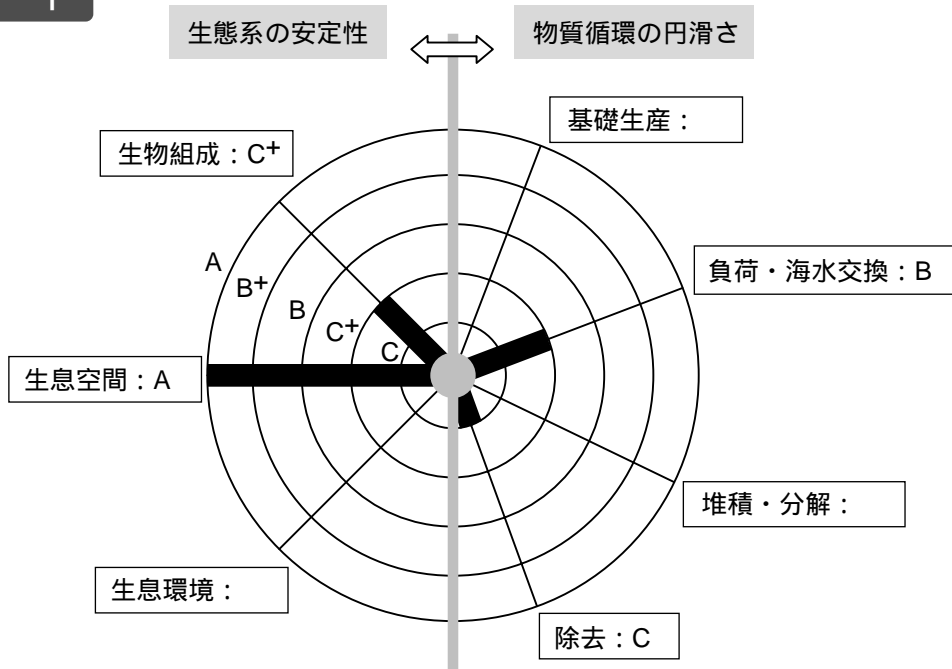 生態系の安定性
物質循環の円滑さ
基礎生産：
生物組成：C+
負荷・海水交換：B
A
B+
B
C+
C
生息空間：A
堆積・分解：
生息環境：
除去：C